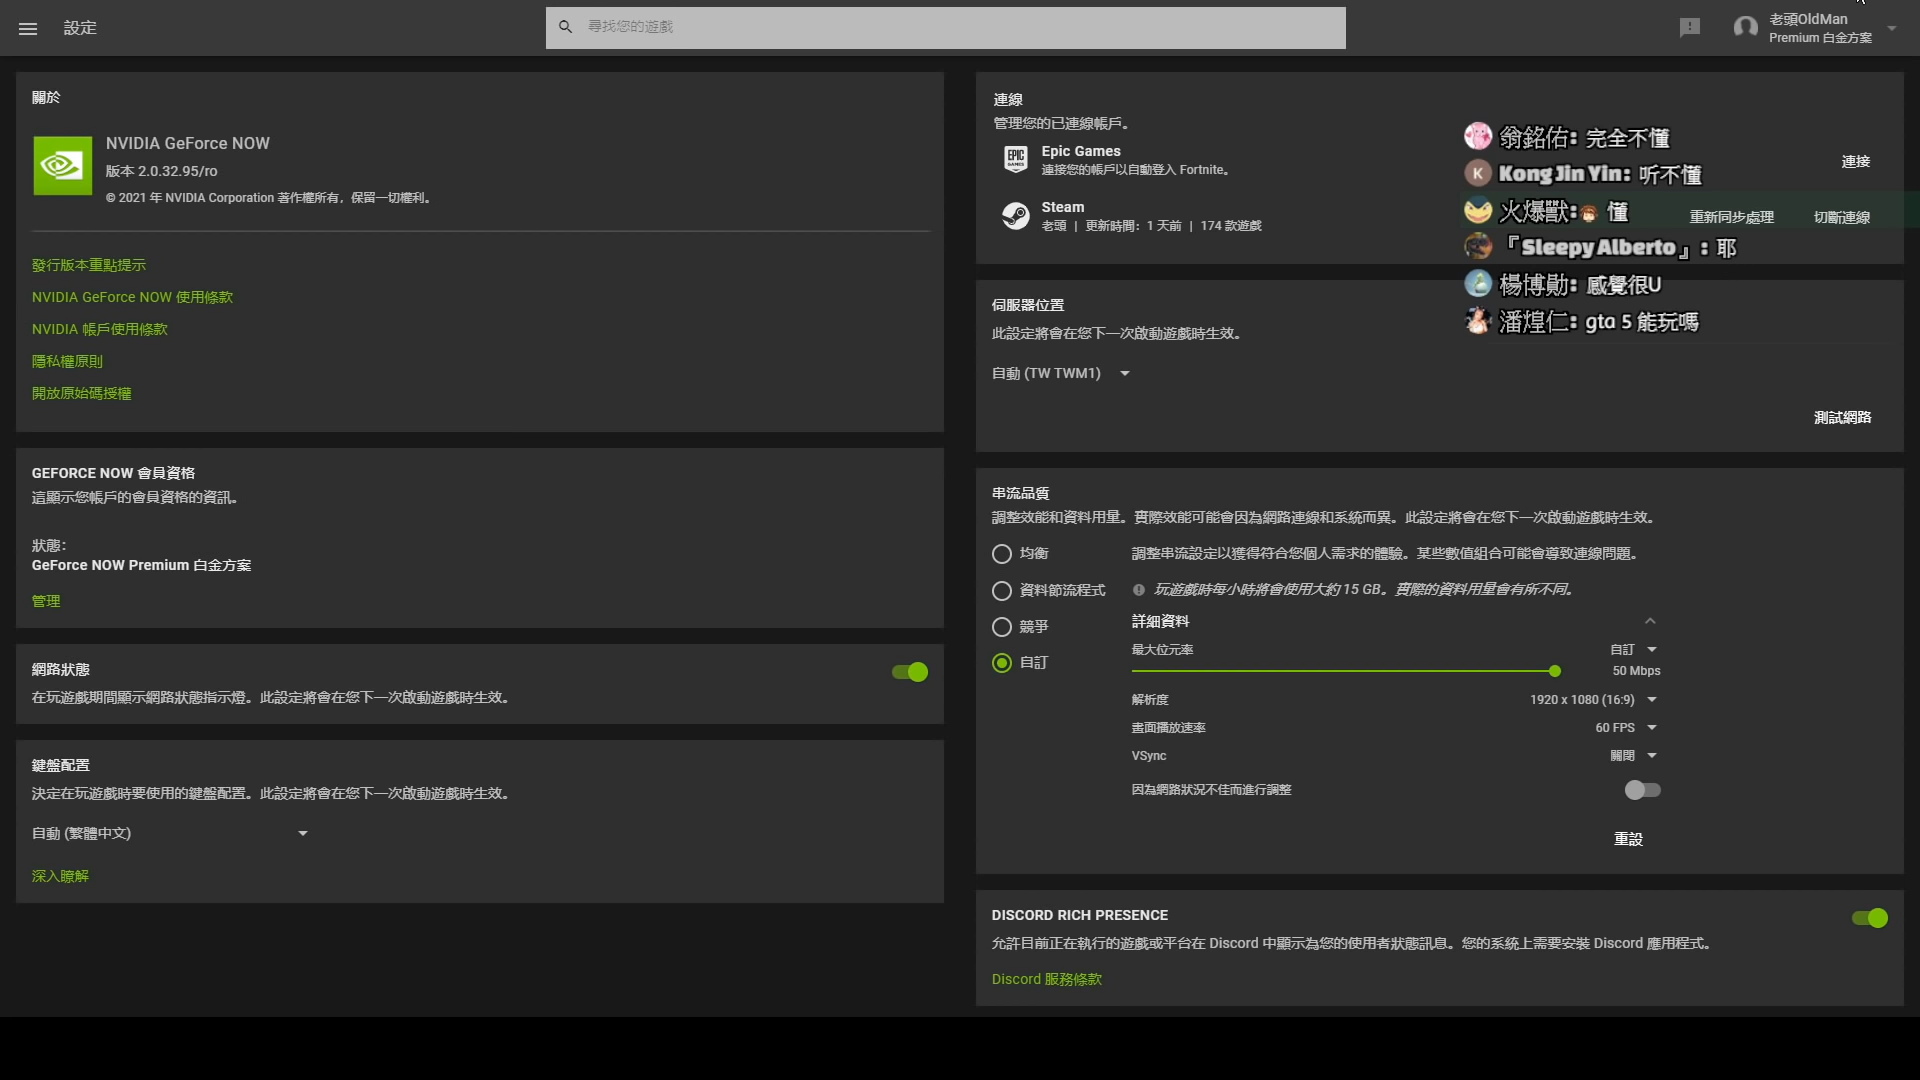 設定
尋找您的遊戲
老頭OldMan
Premium 白金方案
關於
NVIDIA GeForce NOW
版本 2.0.32.95/ro
© 2021 年 NVIDIA Corporation 著作權所有，保留一切權利。
發行版本重點提示
NVIDIA GeForce NOW 使用條款
NVIDIA 帳戶使用條款
隱私權原則
開放原始碼授權
GEFORCE NOW 會員資格
這顯示您帳戶的會員資格的資訊。
狀態:
GeForce NOW Premium 白金方案
管理
網路狀態
在玩遊戲期間顯示網路狀態指示燈。此設定將會在您下一次啟動遊戲時生效。
鍵盤配置
決定在玩遊戲時要使用的鍵盤配置。此設定將會在您下一次啟動遊戲時生效。
自動 (繁體中文)
深入瞭解
連線
管理您的已連線帳戶。
EPIC GAMES
Epic Games
連接您的帳戶以自動登入 Fortnite。
連接
Steam
老頭 | 更新時間: 1 天前 | 174 款遊戲
重新同步處理
切斷連線
翁銘佑: 完全不懂
K Kong Jin Yin: 听不懂
火爆獸: 懂
『Sleepy Alberto』: 耶
楊博勛: 感覺很U
潘煌仁: gta 5 能玩嗎
伺服器位置
此設定將會在您下一次啟動遊戲時生效。
自動 (TW TWM1)
測試網路
串流品質
調整效能和資料用量。實際效能可能會因為網路連線和系統而異。此設定將會在您下一次啟動遊戲時生效。
均衡
資料節流程式
競爭
自訂
調整串流設定以獲得符合您個人需求的體驗。某些數值組合可能會導致連線問題。
玩遊戲時每小時將會使用大約 15 GB。實際的資料用量會有所不同。
詳細資料
最大位元率
自訂
50 Mbps
解析度
1920 x 1080 (16:9)
畫面播放速率
60 FPS
VSync
關閉
因為網路狀況不佳而進行調整
重設
DISCORD RICH PRESENCE
允許目前正在執行的遊戲或平台在 Discord 中顯示為您的使用者狀態訊息。您的系統上需要安裝 Discord 應用程式。
Discord 服務條款